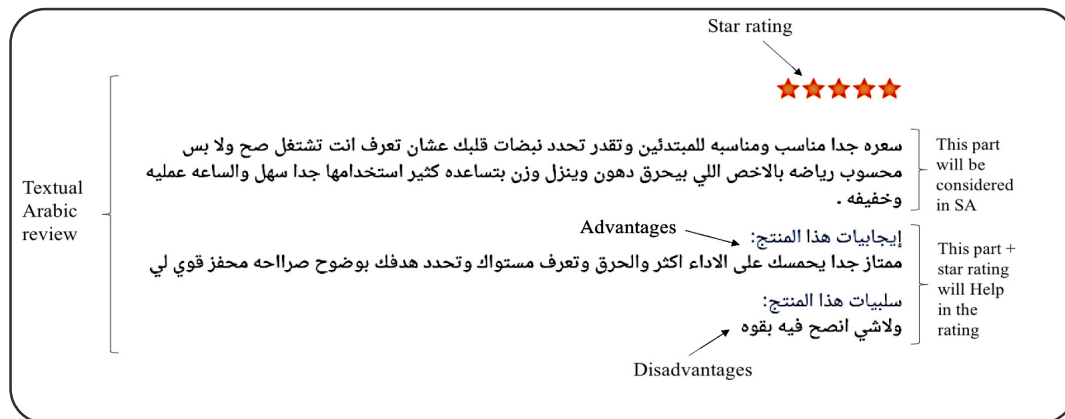 Star rating
سعره جدا مناسب ومناسبه للمبتدئين وتقدر تحدد نبضات قلبك عشان تعرف انت تشتغل صح ولا بس
محسوب رياضه بالاخص اللي بيحرق دهون وينزل وزن بتساعده كثير استخدامها جدا سهل والساعه عمليه
وخفيفه .
This part
will be
considered
in SA
Textual
Arabic
review
Advantages
إيجابيات هذا المنتج:
ممتاز جدا يحمسك على الاداء اكثر والحرق وتعرف مستواك وتحدد هدفك بوضوح صرااحه محفز قوي لي
سلبيات هذا المنتج:
ولاشي انصح فيه بقوه
This part +
star rating
will Help
in the
rating
Disadvantages